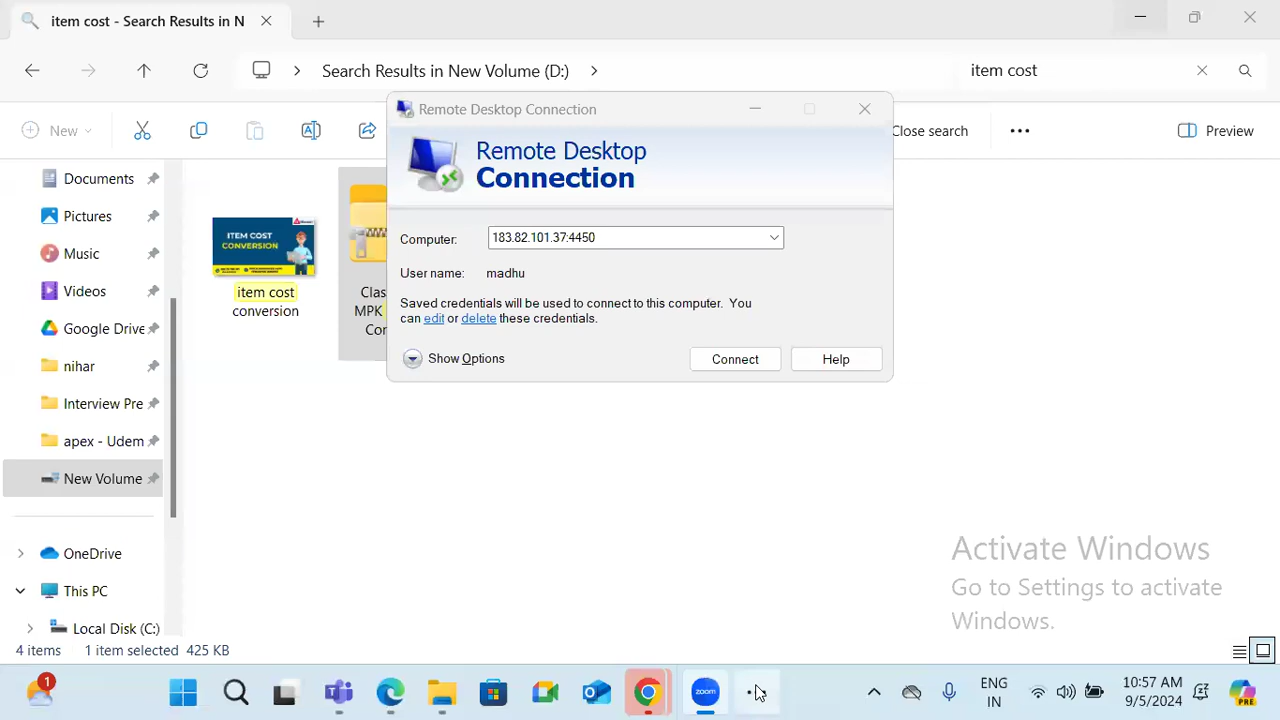 item cost - Search Results in N
Search Results in New Volume (D:)
item cost
New
Close search
Preview
Documents
Pictures
Music
Videos
Google Drive
nihar
Interview Pre
apex - Udem
New Volume
OneDrive
This PC
Local Disk (C:)
ITEM COST
CONVERSION
item cost
conversion
Clas
MPK
Con
Remote Desktop Connection
Remote Desktop
Connection
Computer:
183.82.101.37:4450
User name:
madhu
Saved credentials will be used to connect to this computer. You
can edit or delete these credentials.
Show Options
Connect
Help
Activate Windows
Go to Settings to activate
Windows.
4 items
1 item selected 425 KB
1
zoom
ENG
IN
10:57 AM
9/5/2024
PRE